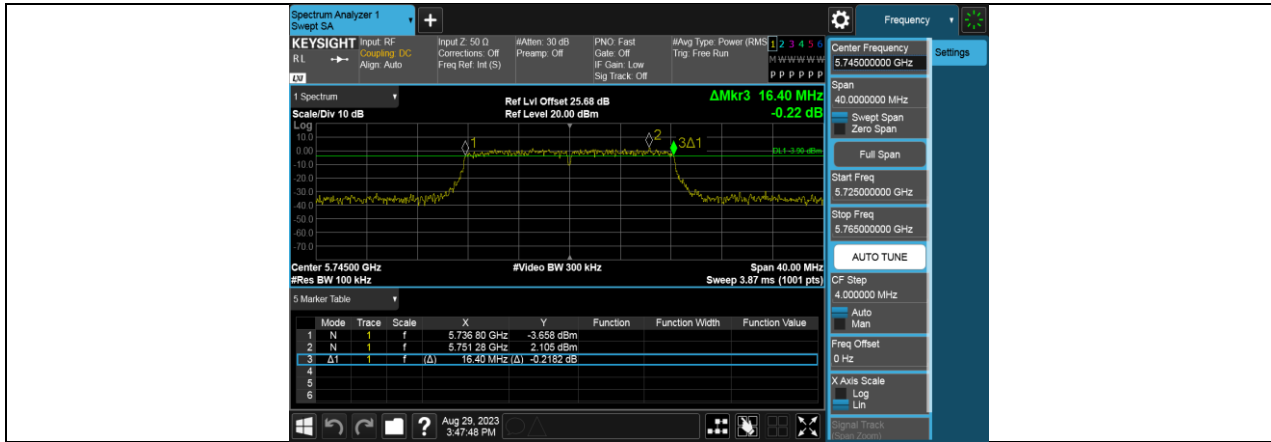 Spectrum Analyzer 1
Swept SA
+
Frequency
KEYSIGHT Input: RF Input Z: 50 Ω #Atten: 30 dB PNO: Fast #Avg Type: Power (RMS 1 2 3 4 5 6
RL Coupling: DC Corrections: Off Preamp: Off Gate: Off Trig: Free Run M W W W W W
Align: Auto Freq Ref: Int (S) IF Gain: Low
LXI Sig Track: Off P P P P P P
1 Spectrum
Ref Lvl Offset 25.68 dB ΔMkr3 16.40 MHz
Scale/Div 10 dB Ref Level 20.00 dBm -0.22 dB
Log
10.0
0.00
-10.0
-20.0
-30.0
-40.0
-50.0
-60.0
-70.0
1
2
3Δ1
Center 5.74500 GHz #Video BW 300 kHz Span 40.00 MHz
#Res BW 100 kHz Sweep 3.87 ms (1001 pts)
5 Marker Table
Mode Trace Scale X Y Function Function Width Function Value
1 N 1 f 5.736 80 GHz -3.658 dBm
2 N 1 f 5.751 28 GHz 2.105 dBm
3 Δ1 1 f (Δ) 16.40 MHz (Δ) -0.2182 dB
4
5
6
?
Aug 29, 2023
3:47:48 PM
Center Frequency
5.745000000 GHz
Settings
Span
40.0000000 MHz
Swept Span
Zero Span
Full Span
Start Freq
5.725000000 GHz
Stop Freq
5.765000000 GHz
AUTO TUNE
CF Step
4.000000 MHz
Auto
Man
Freq Offset
0 Hz
X Axis Scale
Log
Lin
Signal Track
(Span Zoom)